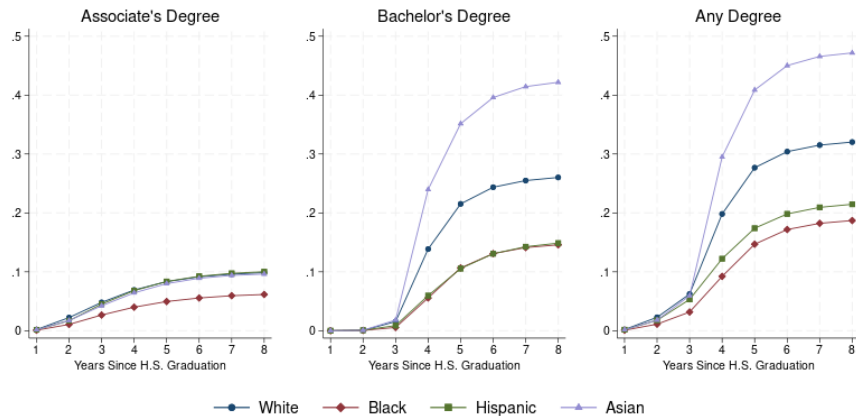 Associate's Degree
.5
.4
.3
.2
.1
0
1 2 3 4 5 6 7 8
Years Since H.S. Graduation
Bachelor's Degree
.5
.4
.3
.2
.1
0
1 2 3 4 5 6 7 8
Years Since H.S. Graduation
Any Degree
.5
.4
.3
.2
.1
0
1 2 3 4 5 6 7 8
Years Since H.S. Graduation
White Black Hispanic Asian